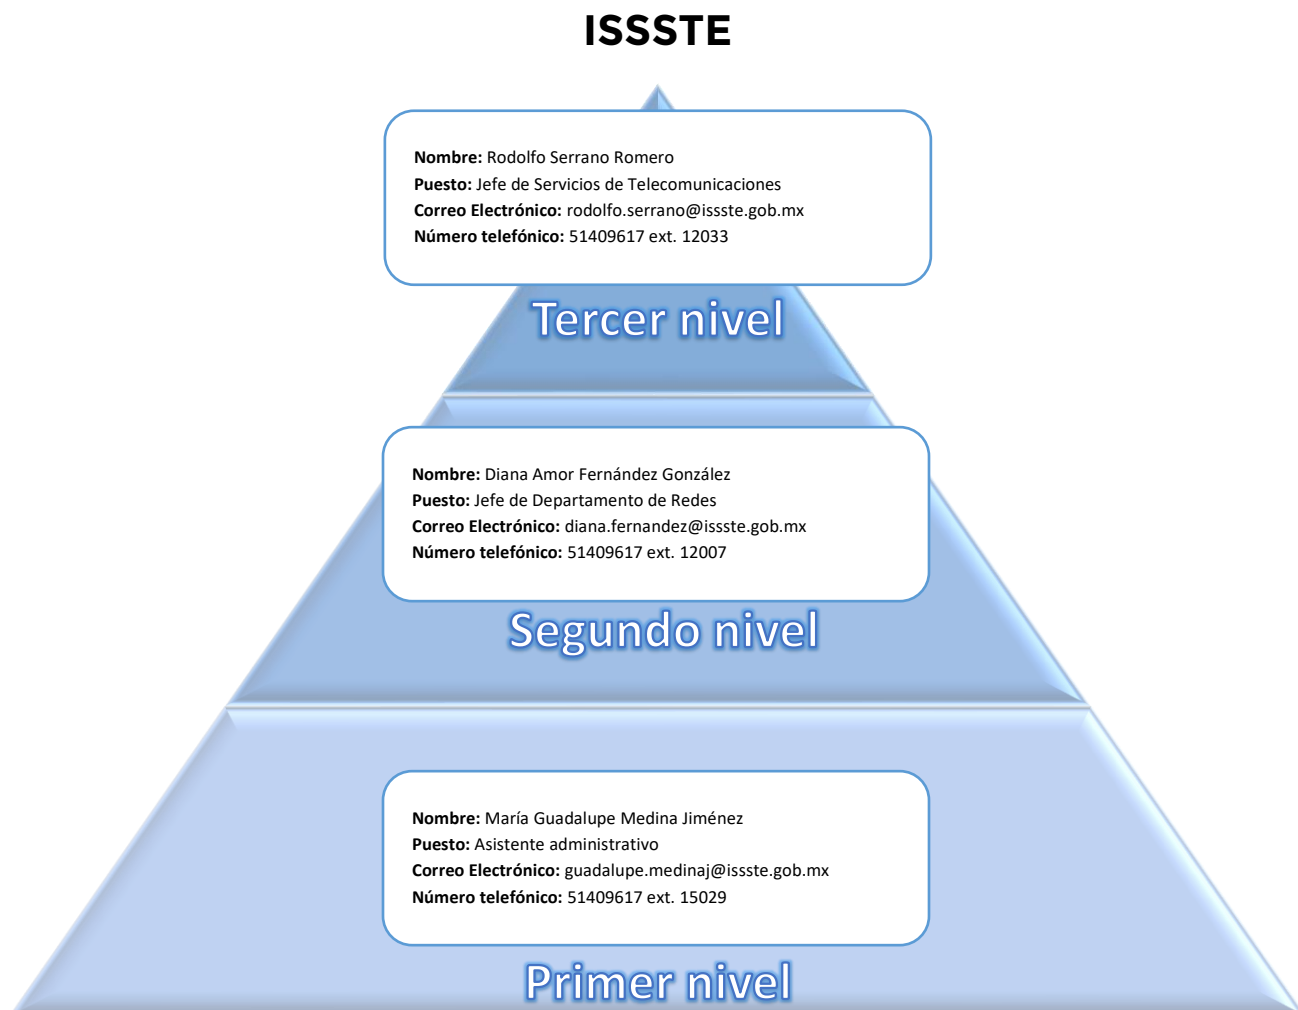 ISSSTE
Nombre: Rodolfo Serrano Romero
Puesto: Jefe de Servicios de Telecomunicaciones
Correo Electrónico: rodolfo.serrano@issste.gob.mx
Número telefónico: 51409617 ext. 12033
Tercer nivel
Nombre: Diana Amor Fernández González
Puesto: Jefe de Departamento de Redes
Correo Electrónico: diana.fernandez@issste.gob.mx
Número telefónico: 51409617 ext. 12007
Segundo nivel
Nombre: María Guadalupe Medina Jiménez
Puesto: Asistente administrativo
Correo Electrónico: guadalupe.medinaj@issste.gob.mx
Número telefónico: 51409617 ext. 15029
Primer nivel